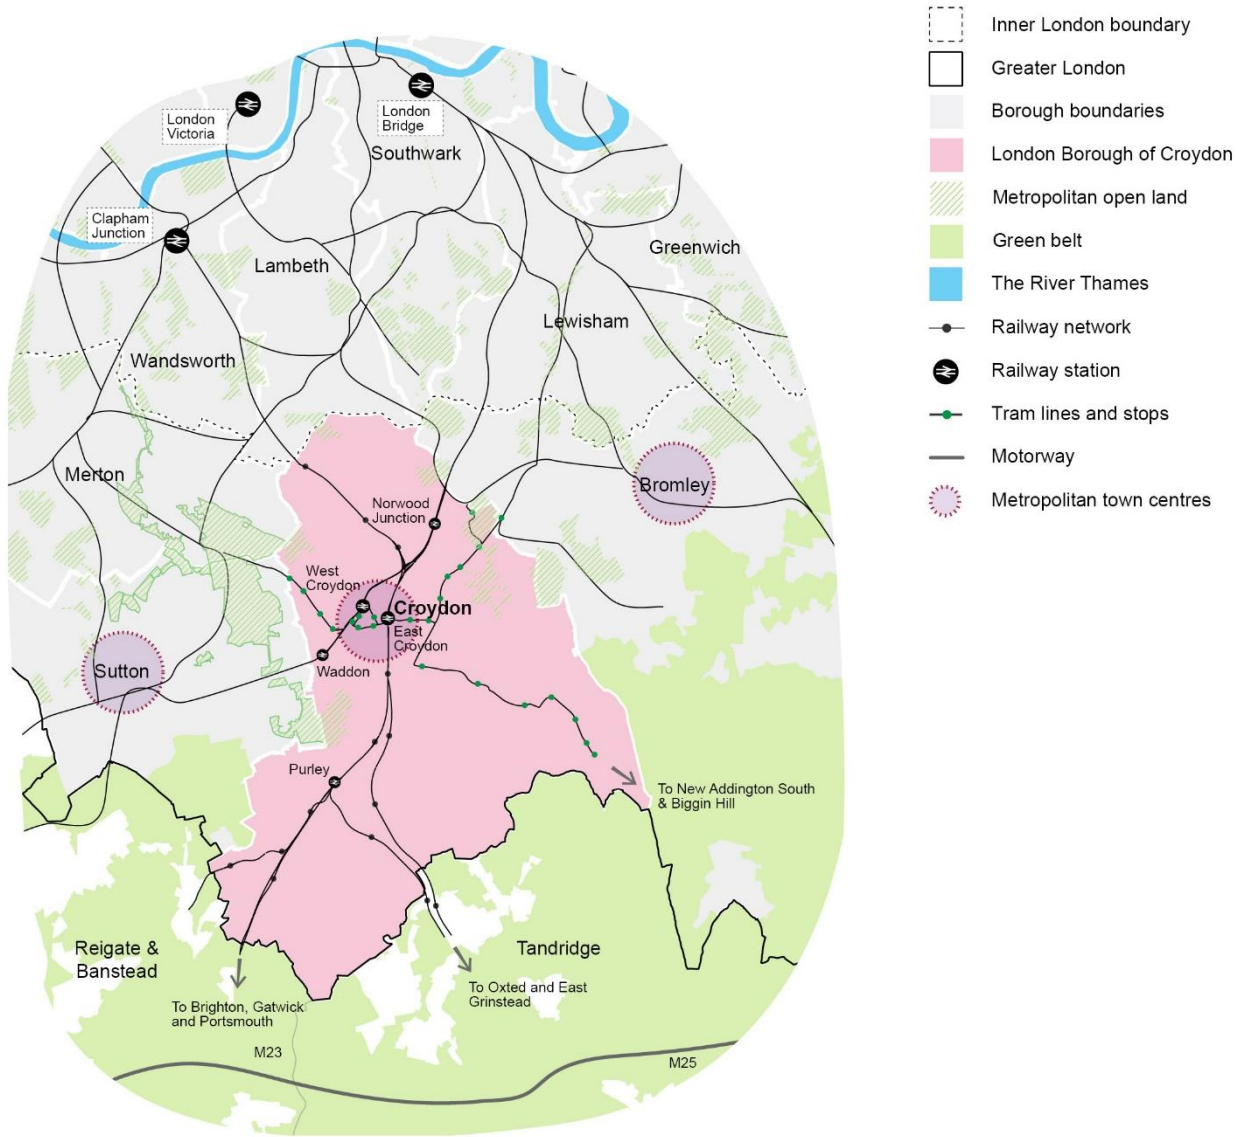 London
Victoria
London
Bridge
Southwark
Clapham
Junction
Lambeth
Greenwich
Lewisham
Wandsworth
Merton
Bromley
Norwood
Junction
West
Croydon
Croydon
East
Croydon
Sutton
Waddon
Purley
To New Addington South
& Biggin Hill
Reigate &
Banstead
Tandridge
To Oxted and East
Grinstead
To Brighton, Gatwick
and Portsmouth
M23
M25
Inner London boundary
Greater London
Borough boundaries
London Borough of Croydon
Metropolitan open land
Green belt
The River Thames
Railway network
Railway station
Tram lines and stops
Motorway
Metropolitan town centres